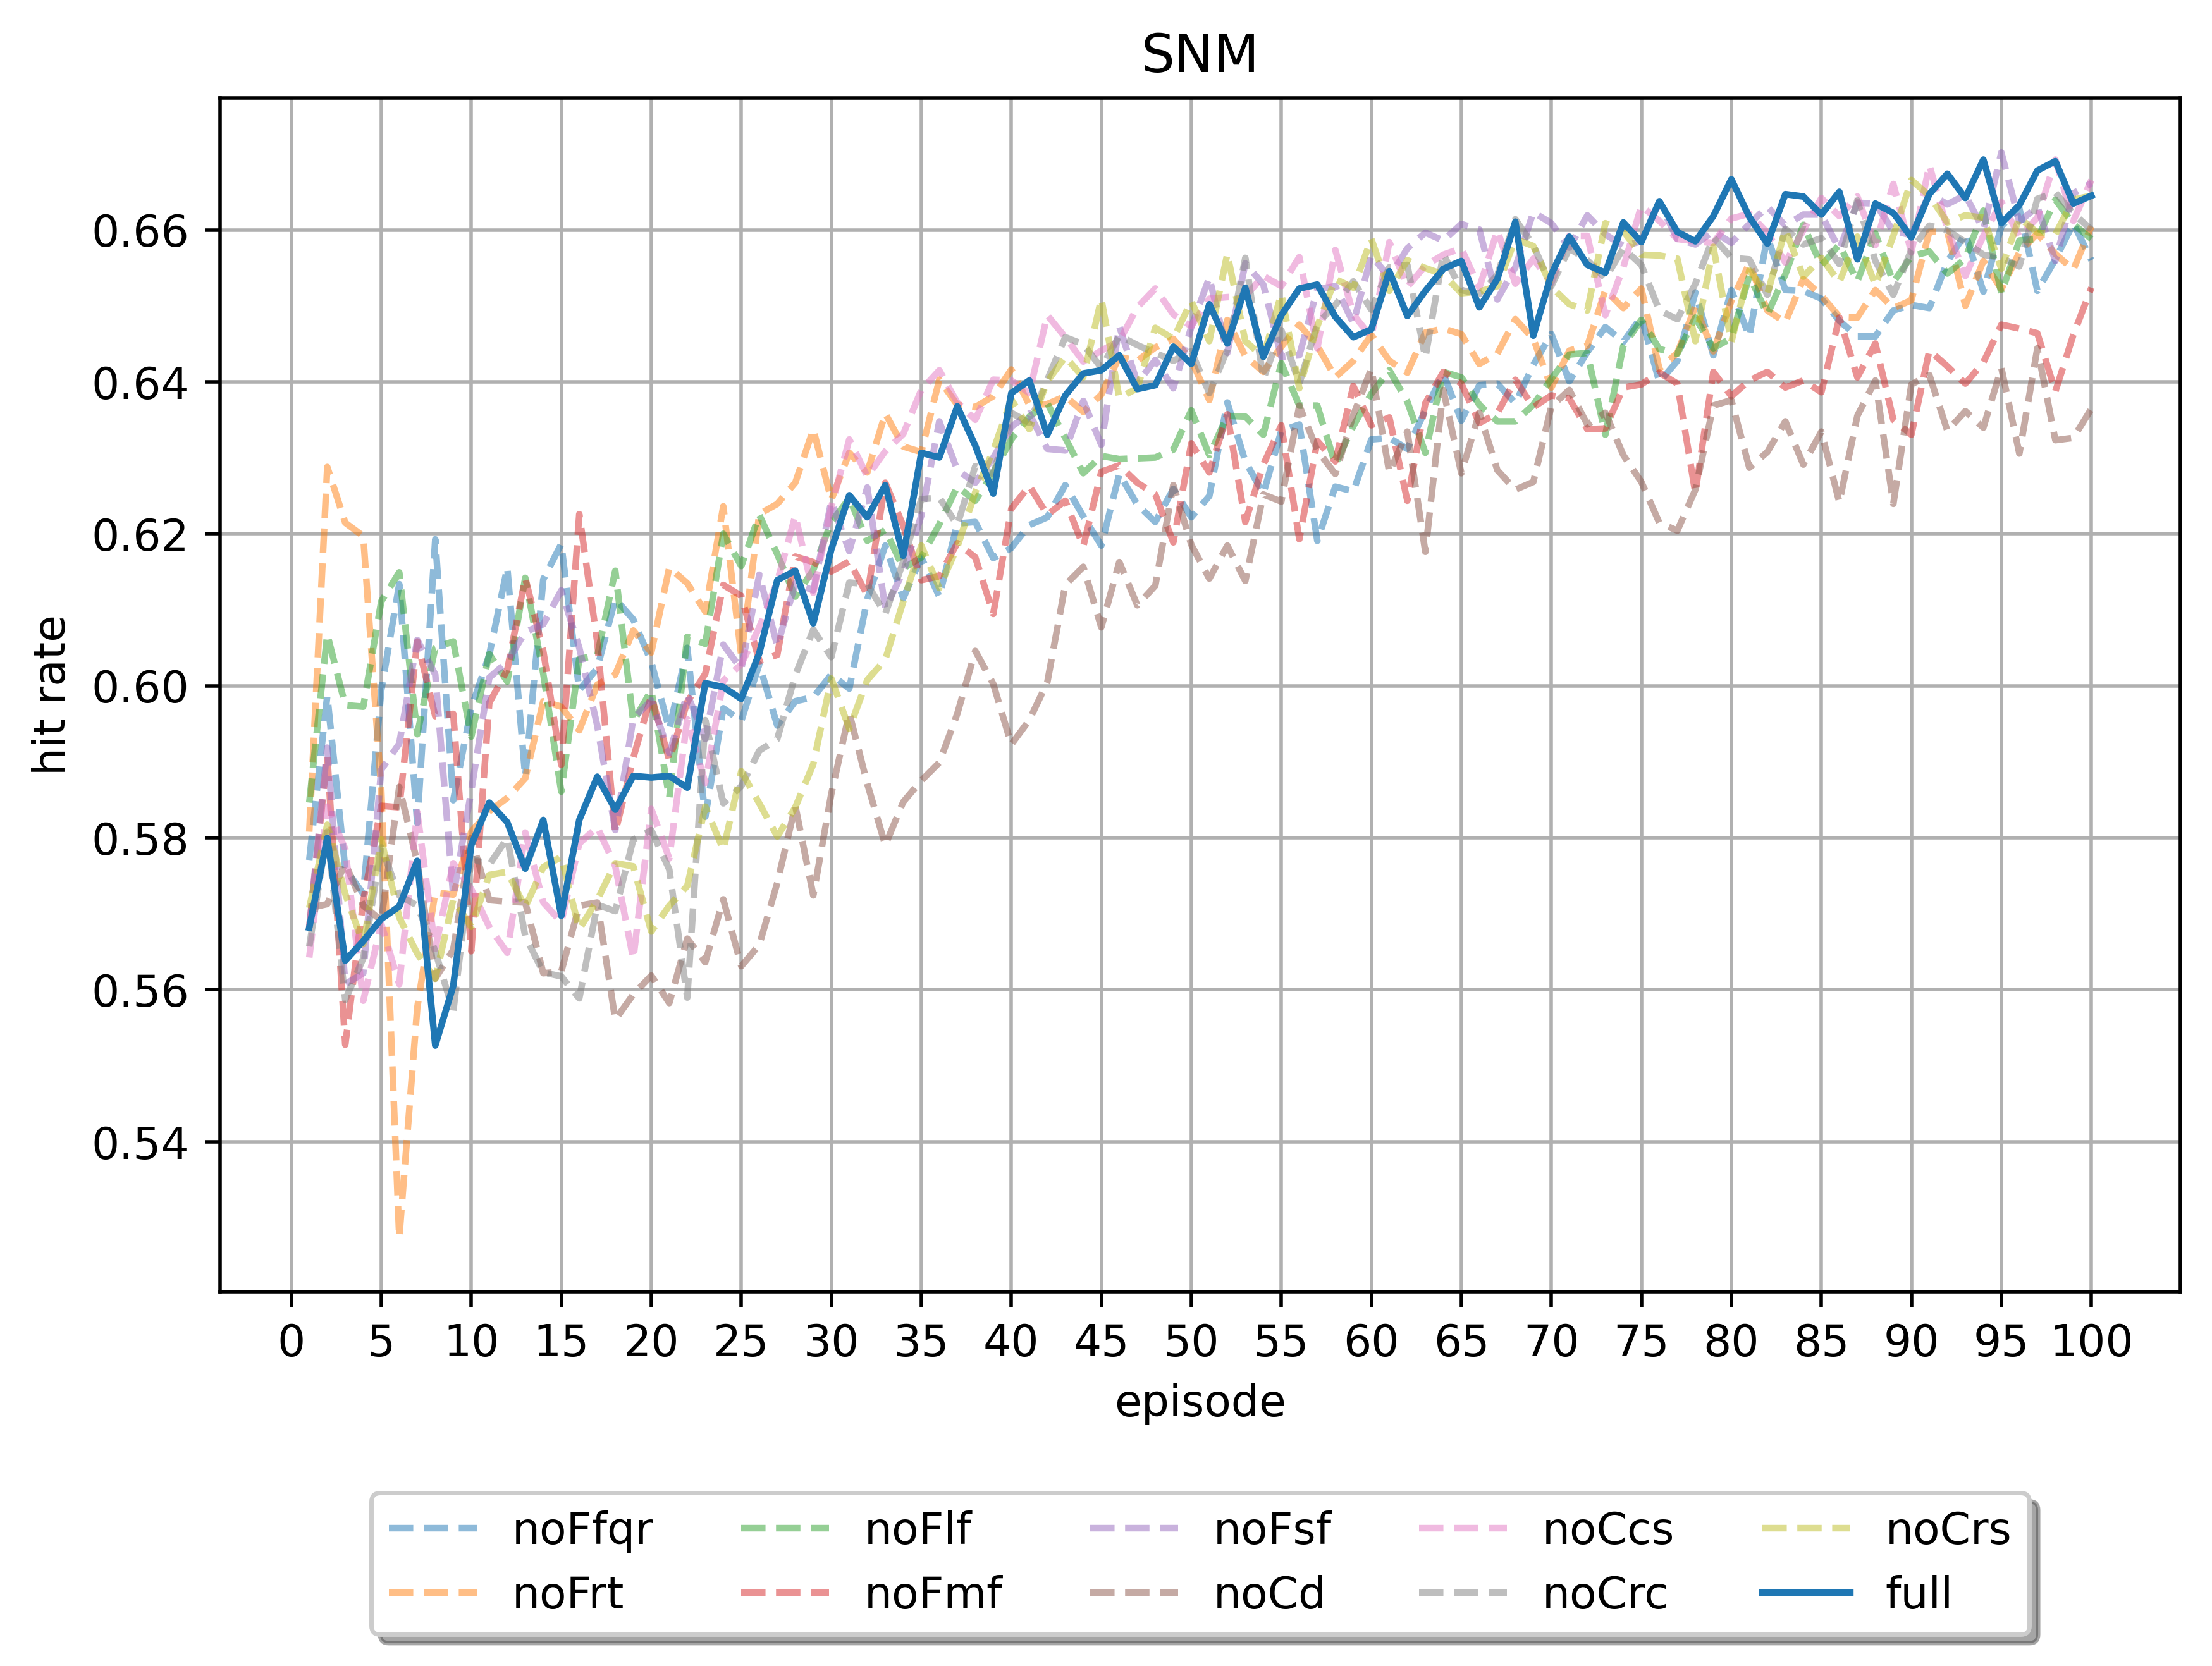 SNM
hit rate
0.66
0.64
0.62
0.60
0.58
0.56
0.54
0 5 10 15 20 25 30 35 40 45 50 55 60 65 70 75 80 85 90 95 100
episode
noFfqr noFlf noFsf noCcs noCrs
noFrt noFmf noCd noCrc full